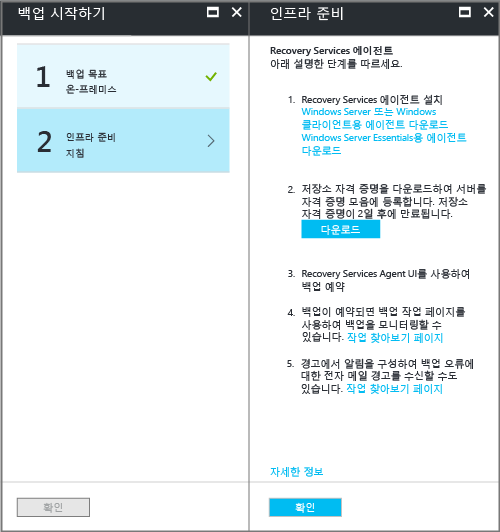 백업 시작하기
1
백업 목표
온-프레미스
2
인프라 준비
지침
확인
인프라 준비
Recovery Services 에이전트
아래 설명한 단계를 따르세요.
1. Recovery Services 에이전트 설치
Windows Server 또는 Windows
클라이언트용 에이전트 다운로드
Windows Server Essentials용 에이전트
다운로드
2. 저장소 자격 증명을 다운로드하여 서버를
자격 증명 모음에 등록합니다. 저장소
자격 증명이 2일 후에 만료됩니다.
다운로드
3. Recovery Services Agent UI를 사용하여
백업 예약
4. 백업이 예약되면 백업 작업 페이지를
사용하여 백업을 모니터링할 수
있습니다. 작업 찾아보기 페이지
5. 경고에서 알림을 구성하여 백업 오류에
대한 전자 메일 경고를 수신할 수도
있습니다. 작업 찾아보기 페이지
자세한 정보
확인